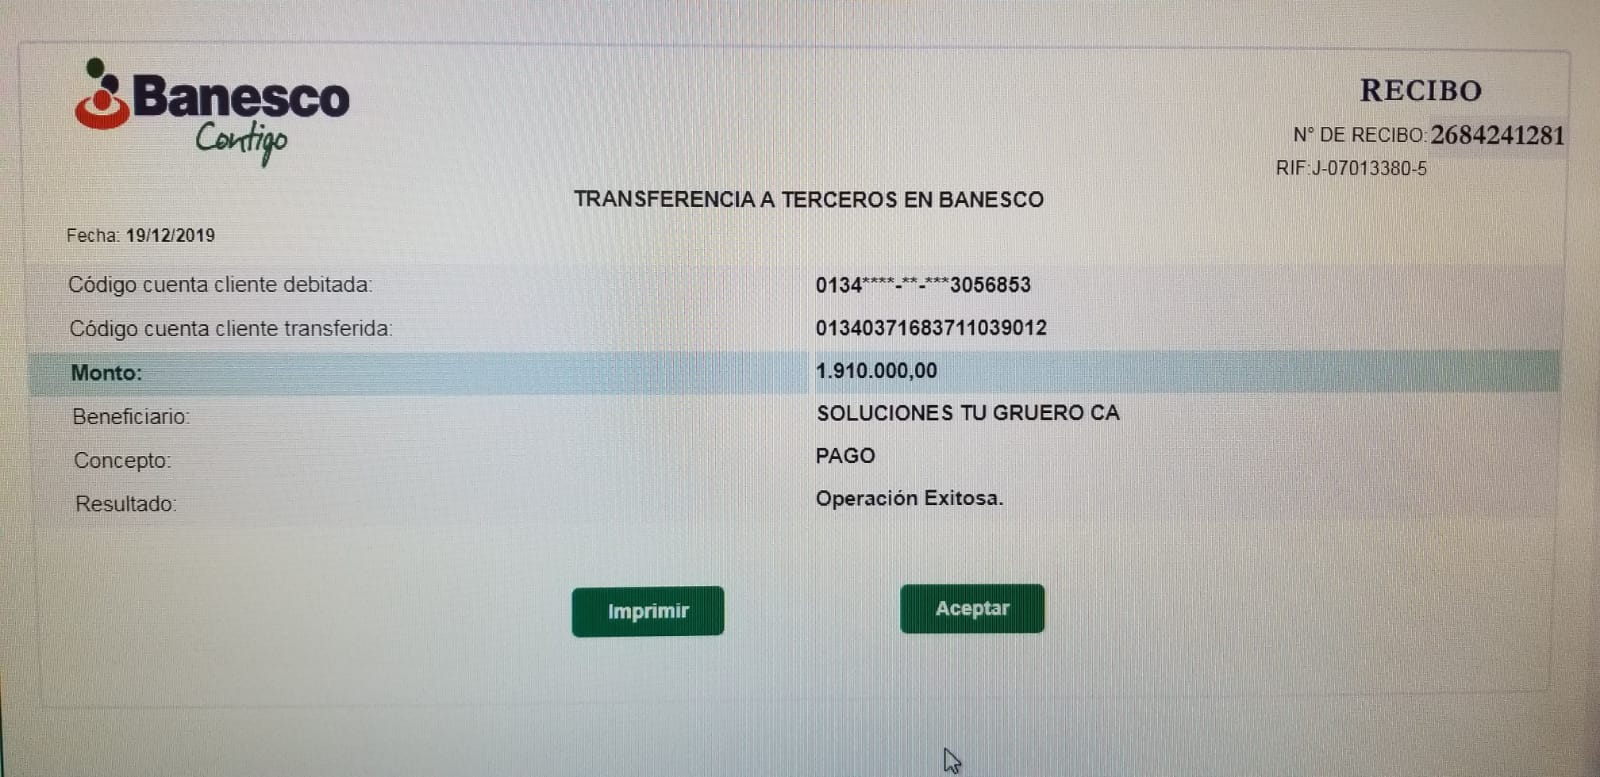 Banesco
Contigo
RECIBO
N° DE RECIBO: 2684241281
RIF:J-07013380-5
TRANSFERENCIA A TERCEROS EN BANESCO
Fecha: 19/12/2019
Código cuenta cliente debitada: 0134****-**-***3056853
Código cuenta cliente transferida: 01340371683711039012
Monto: 1.910.000,00
Beneficiario: SOLUCIONES TU GRUERO CA
Concepto: PAGO
Resultado: Operación Exitosa.
Imprimir Aceptar